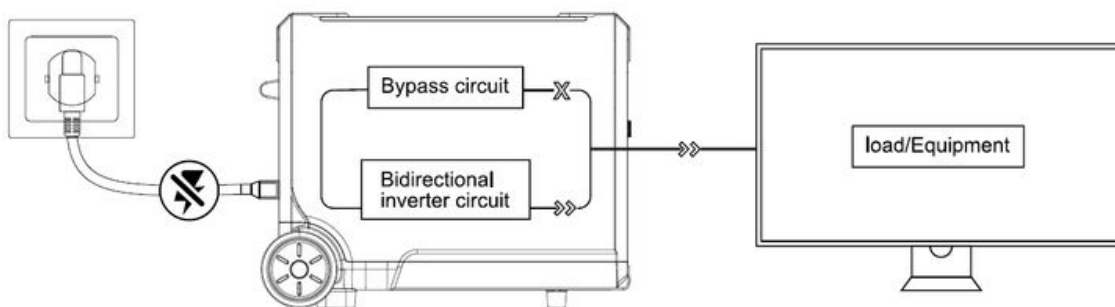 Bypass circuit
Bidirectional
inverter circuit
load/Equipment